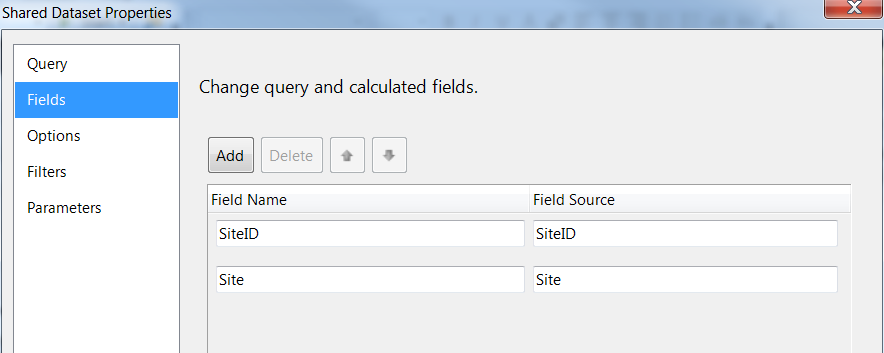 Shared Dataset Properties
Query
Fields
Options
Filters
Parameters
Change query and calculated fields.
Add Delete
Field Name Field Source
SiteID SiteID
Site Site